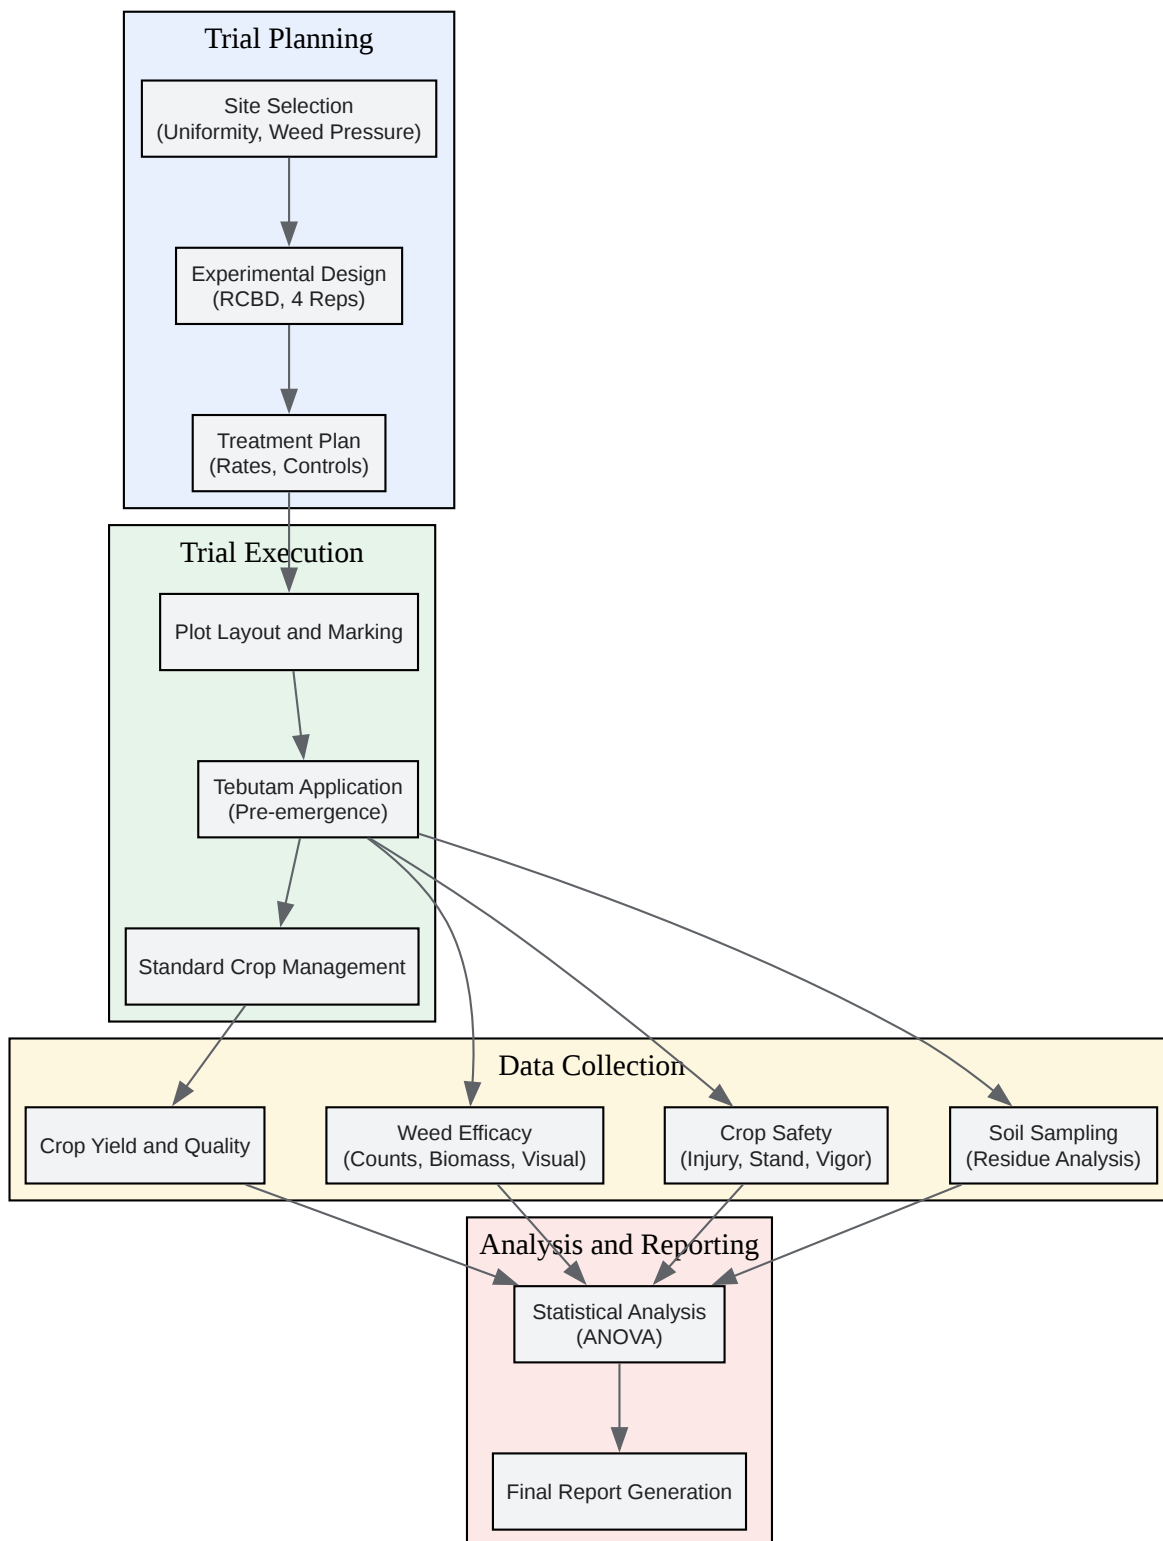 Trial Planning
Site Selection
(Uniformity, Weed Pressure)
Experimental Design
(RCBD, 4 Reps)
Treatment Plan
(Rates, Controls)
Trial Execution
Plot Layout and Marking
Tebutam Application
(Pre-emergence)
Standard Crop Management
Data Collection
Crop Yield and Quality
Weed Efficacy
(Counts, Biomass, Visual)
Crop Safety
(Injury, Stand, Vigor)
Soil Sampling
(Residue Analysis)
Analysis and Reporting
Statistical Analysis
(ANOVA)
Final Report Generation